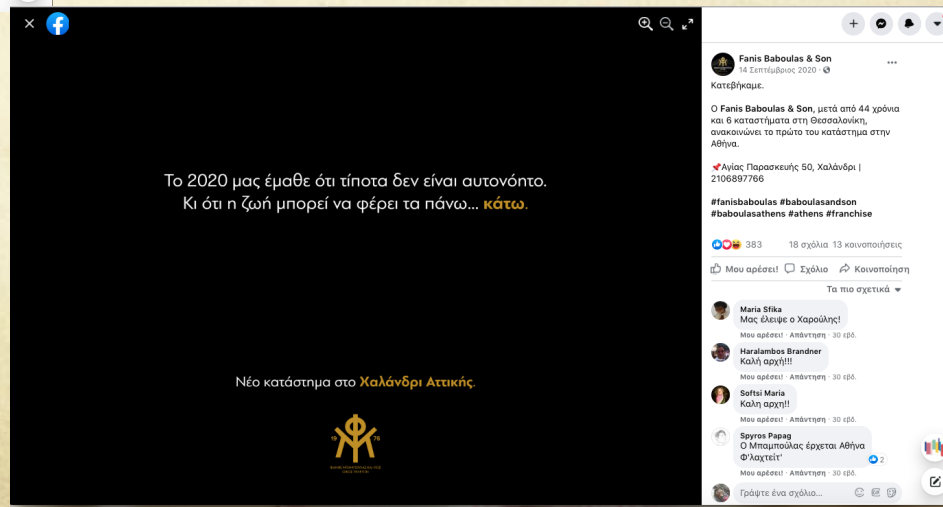 Το 2020 μας έμαθε ότι τίποτα δεν είναι αυτονόητο.
Κι ότι η ζωή μπορεί να φέρει τα πάνω... κάτω.
Νέο κατάστημα στο Χαλάνδρι Αττικής.
19 76
Fanis Baboulas & Son
14 Σεπτέμβριος 2020 ·
Κατεβήκαμε.
Ο Fanis Baboulas & Son, μετά από 44 χρόνια
και 6 καταστήματα στη Θεσσαλονίκη,
ανακοινώνει το πρώτο του κατάστημα στην
Αθήνα.
📌Αγίας Παρασκευής 50, Χαλάνδρι |
2106897766
#fanisbaboulas #baboulasandson
#baboulasathens #athens #franchise
383 18 σχόλια 13 κοινοποιήσεις
Μου αρέσει! Σχόλιο Κοινοποίηση
Τα πιο σχετικά
Maria Sfika
Μας έλειψε ο Χαρούλης!
Μου αρέσει! · Απάντηση · 30 εβδ.
Haralambos Brandner
Καλή αρχή!!!
Μου αρέσει! · Απάντηση · 30 εβδ.
Softsi Maria
Καλη αρχη!!
Μου αρέσει! · Απάντηση · 30 εβδ.
Spyros Papag
Ο Μπαμπούλας έρχεται Αθήνα
Φ'λαχτείτ'
2
Μου αρέσει! · Απάντηση · 30 εβδ.
Γράψτε ένα σχόλιο...